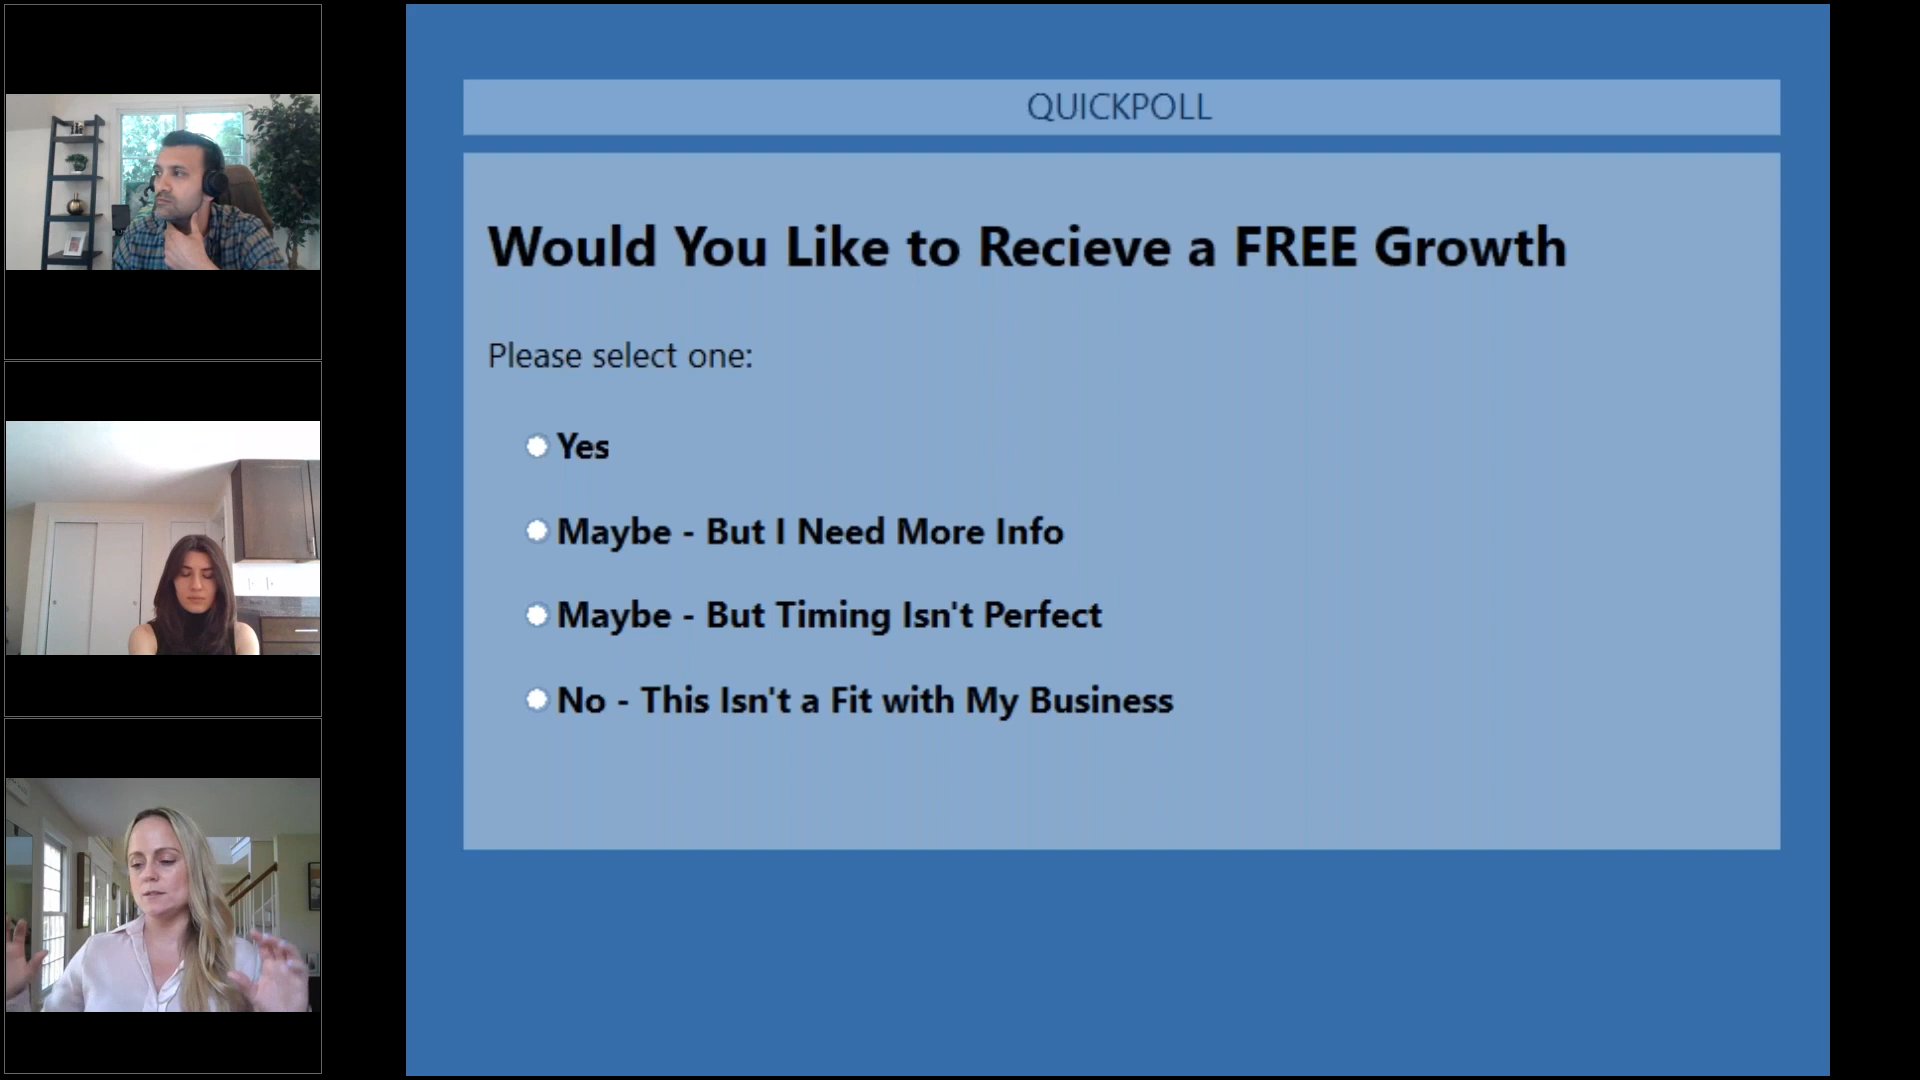 QUICKPOLL
Would You Like to Recieve a FREE Growth
Please select one:
Yes
Maybe - But I Need More Info
Maybe - But Timing Isn't Perfect
No - This Isn't a Fit with My Business